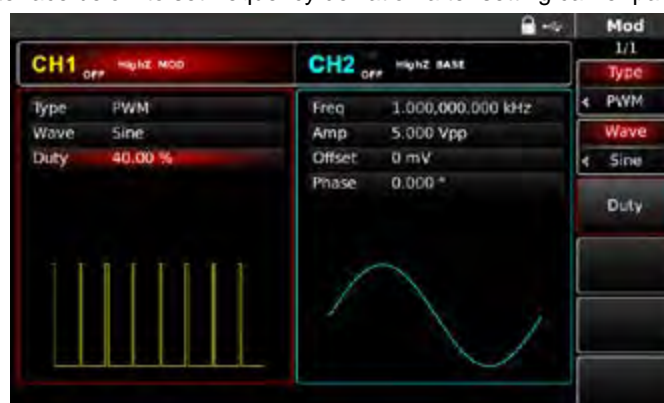 Mod
1/1
CH1 OFF HighZ MOD
CH2 OFF HighZ BASE
Type PWM
Wave Sine
Duty 40.00 %
Freq 1.000,000,000 kHz
Amp 5.000 Vpp
Offset 0 mV
Phase 0.000 °
Type
PWM
Wave
Sine
Duty